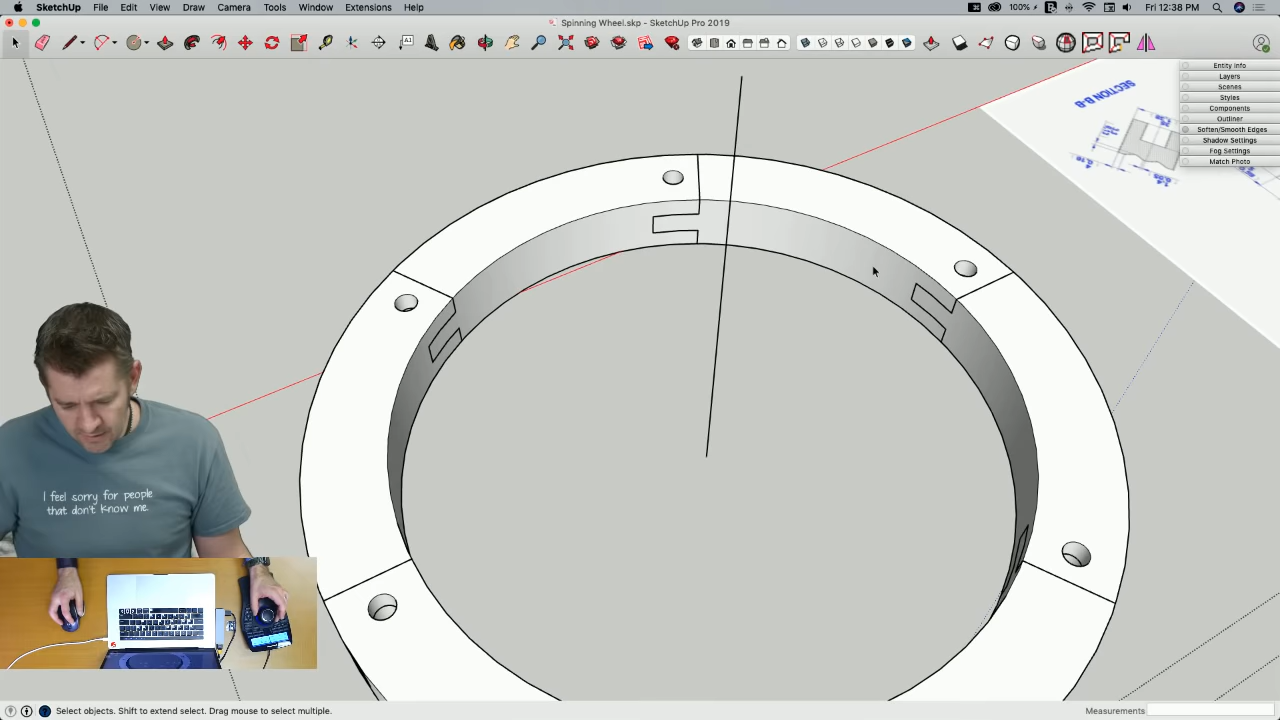 SketchUp File Edit View Draw Camera Tools Window Extensions Help
100% Fri 12:38 PM
Spinning Wheel.skp - SketchUp Pro 2019
A1
Entity Info
Layers
Scenes
Styles
Components
Outliner
Soften/Smooth Edges
Shadow Settings
Fog Settings
Match Photo
SECTION B-B
I feel sorry for people
that don't know me.
Select objects. Shift to extend select. Drag mouse to select multiple.
Measurements